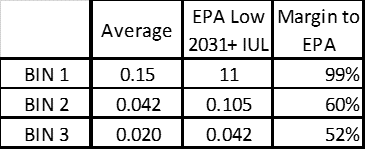 Average EPA Low 2031+ IUL Margin to EPA
BIN 1 0.15 11 99%
BIN 2 0.042 0.105 60%
BIN 3 0.020 0.042 52%